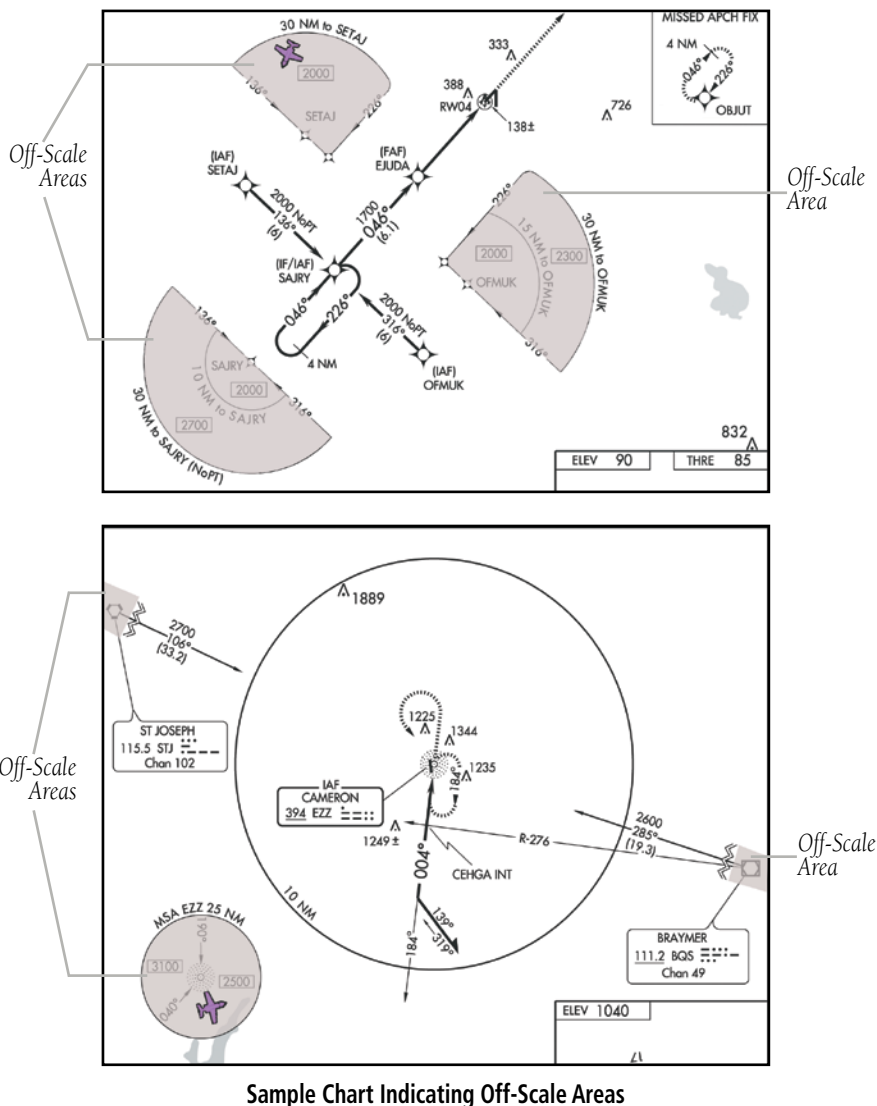 MISSED APCH FIX
4 NM
046°
226°
OBJUT
30 NM to SETAJ
2000
136°
226°
SETAJ
333
388
RW04
138±
726
Off-Scale
Areas
(IAF)
SETAJ
2000 NoPT
136°
(6)
(FAF)
EJUDA
1700
046°
(6.1)
(IF/IAF)
SAJRY
046°
226°
4 NM
2000 NoPT
316°
(6)
(IAF)
OFMUK
226°
15 NM to OFMUK
30 NM to OFMUK
2000
2300
OFMUK
316°
Off-Scale
Area
136°
SAJRY
2000
10 NM to SAJRY
316°
2700
30 NM to SAJRY (NoPT)
832
ELEV 90
THRE 85
1889
2700
106°
(33.2)
ST JOSEPH
115.5 STJ
Chan 102
Off-Scale
Areas
1225
1344
1235
184°
IAF
CAMERON
394 EZZ
1249±
004°
CEHGA INT
R-276
2600
285°
(19.3)
Off-Scale
Area
10 NM
139°
319°
184°
BRAYMER
111.2 BQS
Chan 49
MSA EZZ 25 NM
190°
3100
2500
040°
ELEV 1040
17
Sample Chart Indicating Off-Scale Areas